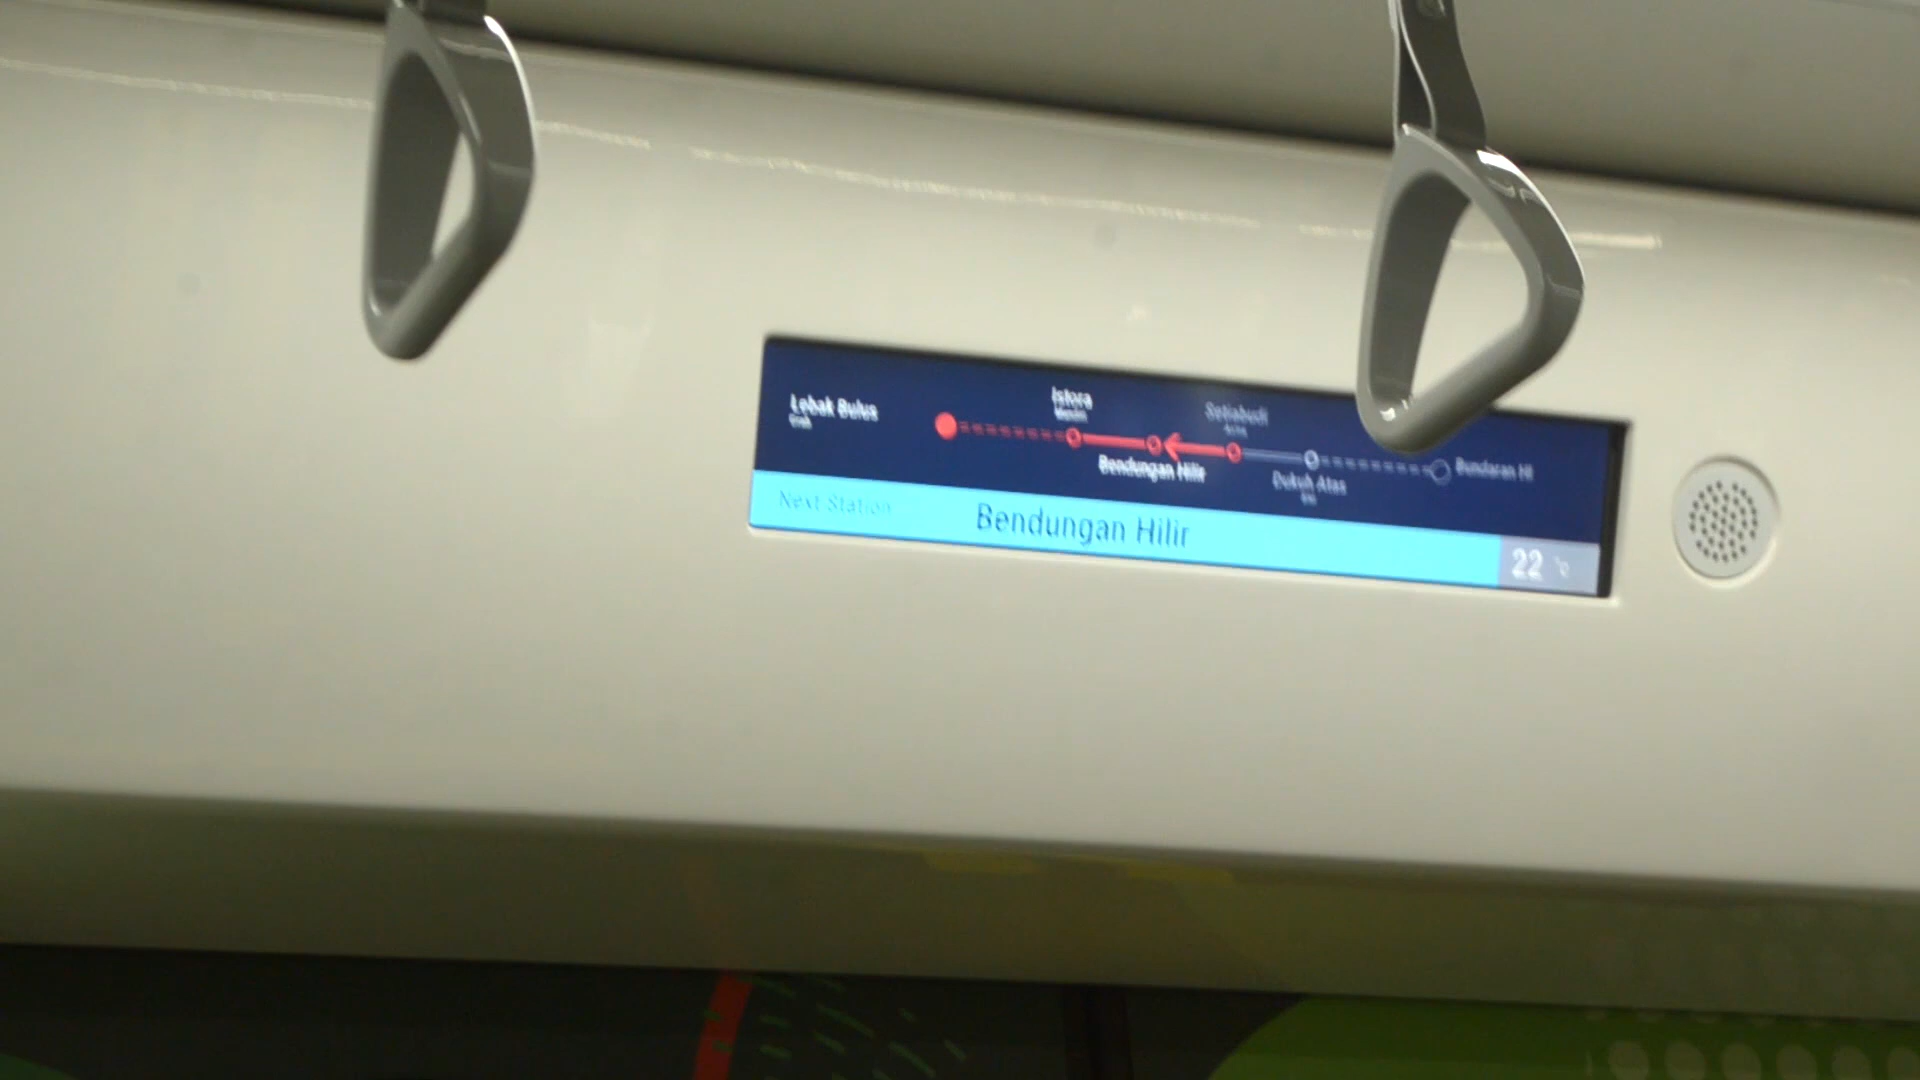 Lebak Bulus
Istora
Setiabudi
Bendungan Hilir
Dukuh Atas
Bundaran HI
Next Station
Bendungan Hilir
22 °C